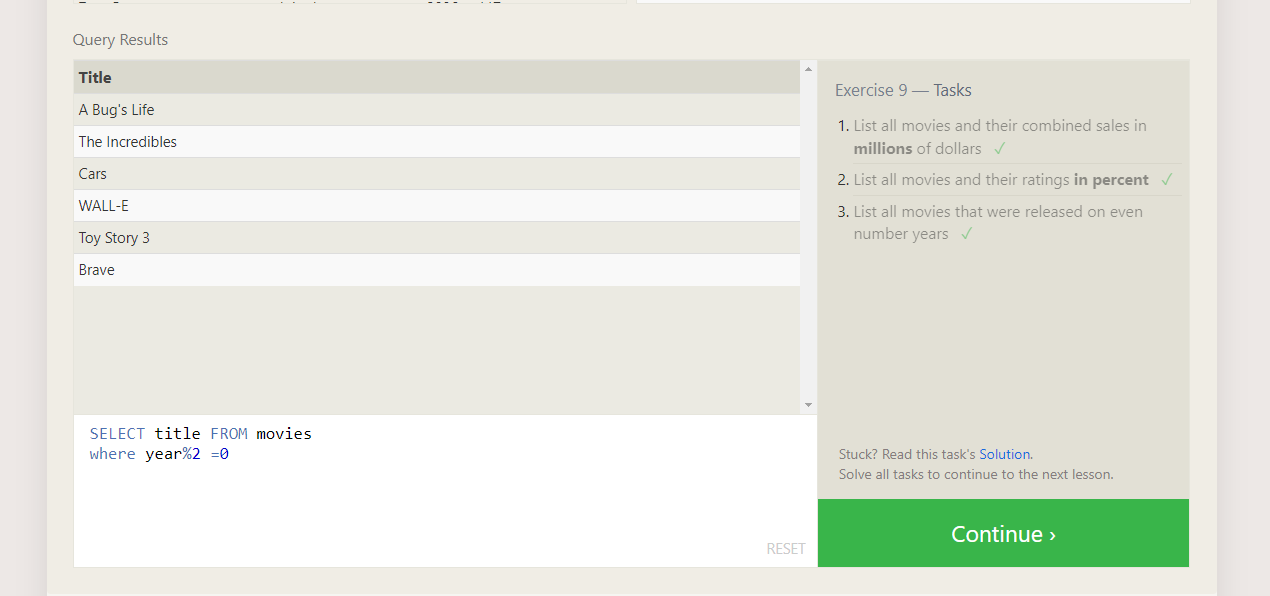 Query Results
Title
A Bug's Life
The Incredibles
Cars
WALL-E
Toy Story 3
Brave
SELECT title FROM movies
where year%2 =0
RESET
Exercise 9 — Tasks
1. List all movies and their combined sales in
millions of dollars ✓
2. List all movies and their ratings in percent ✓
3. List all movies that were released on even
number years ✓
Stuck? Read this task's Solution.
Solve all tasks to continue to the next lesson.
Continue ›